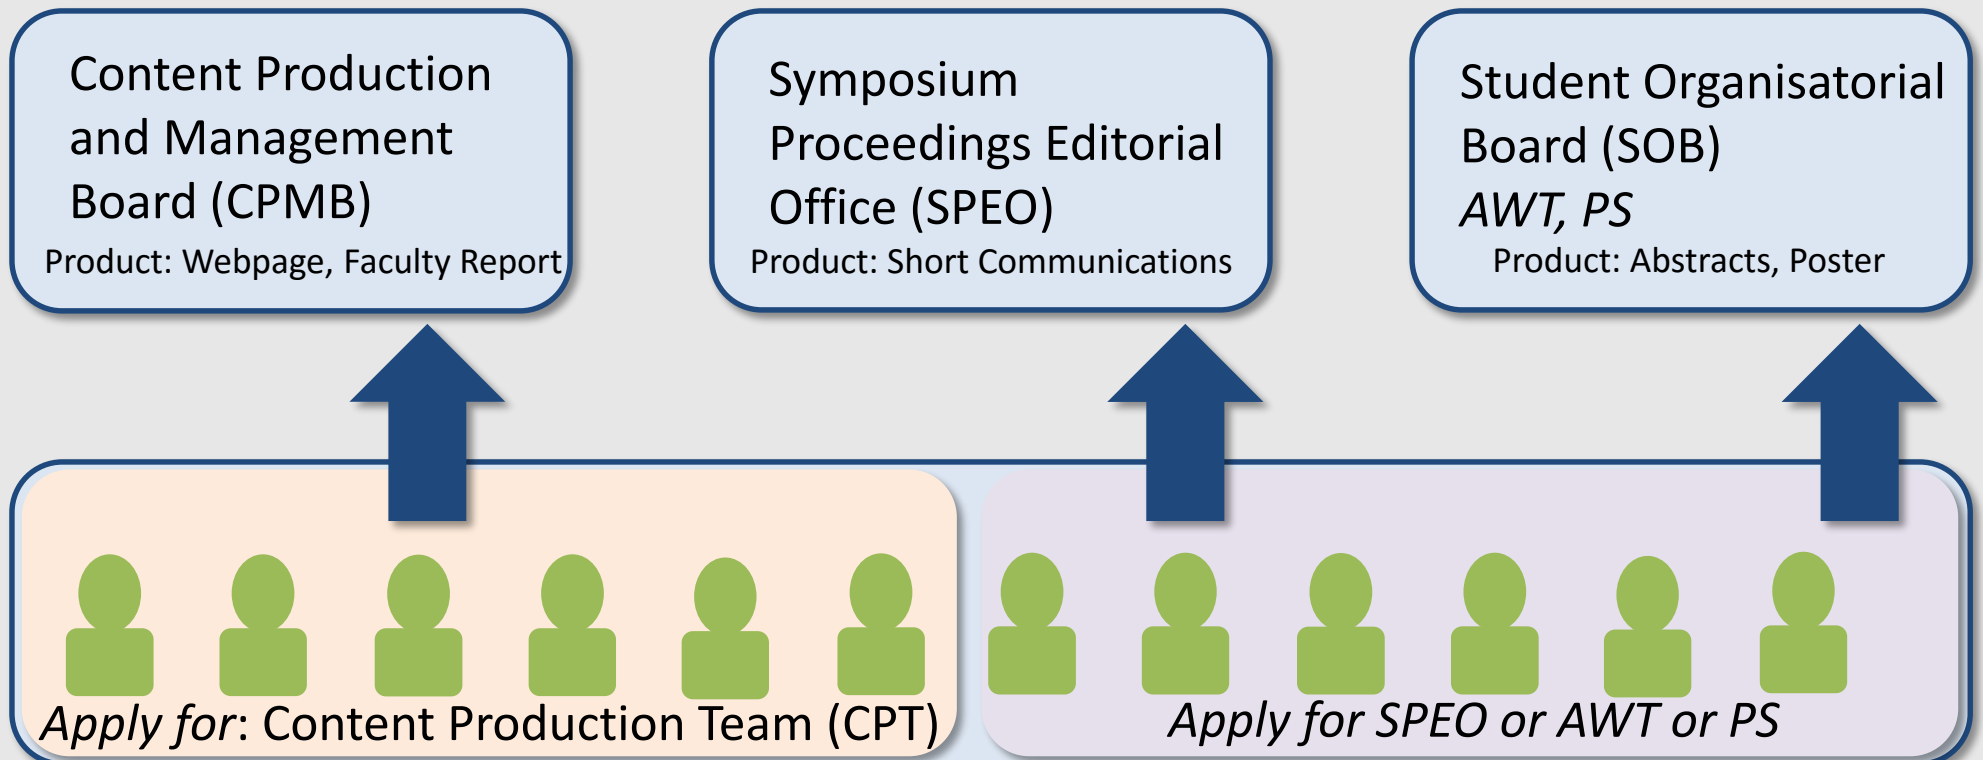 Content Production
and Management
Board (CPMB)
Product: Webpage, Faculty Report
Symposium
Proceedings Editorial
Office (SPEO)
Product: Short Communications
Student Organisatorial
Board (SOB)
AWT, PS
Product: Abstracts, Poster
Apply for: Content Production Team (CPT)
Apply for SPEO or AWT or PS